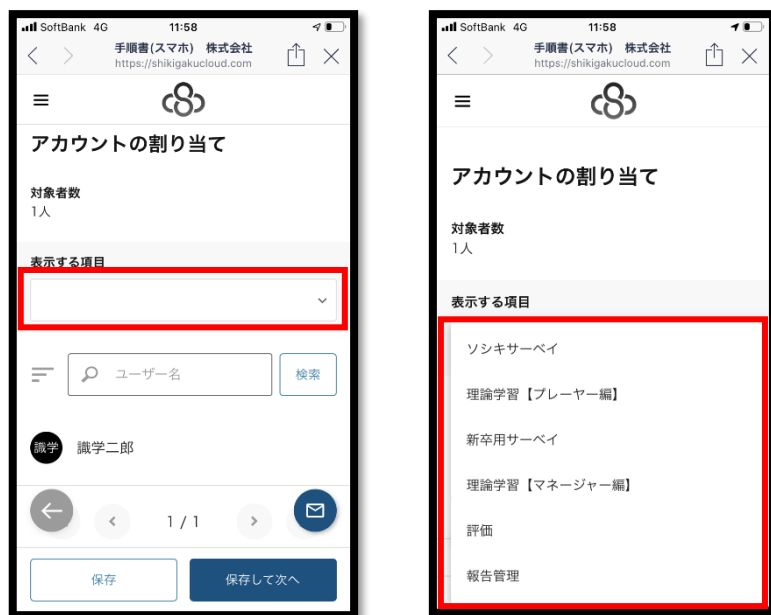 SoftBank 4G 11:58
手順書(スマホ) 株式会社
https://shikigakucloud.com
アカウントの割り当て
対象者数
1人
表示する項目
ユーザー名
検索
識学 識学二郎
1 / 1
保存
保存して次へ
SoftBank 4G 11:58
手順書(スマホ) 株式会社
https://shikigakucloud.com
アカウントの割り当て
対象者数
1人
表示する項目
ソシキサーベイ
理論学習【プレーヤー編】
新卒用サーベイ
理論学習【マネージャー編】
評価
報告管理